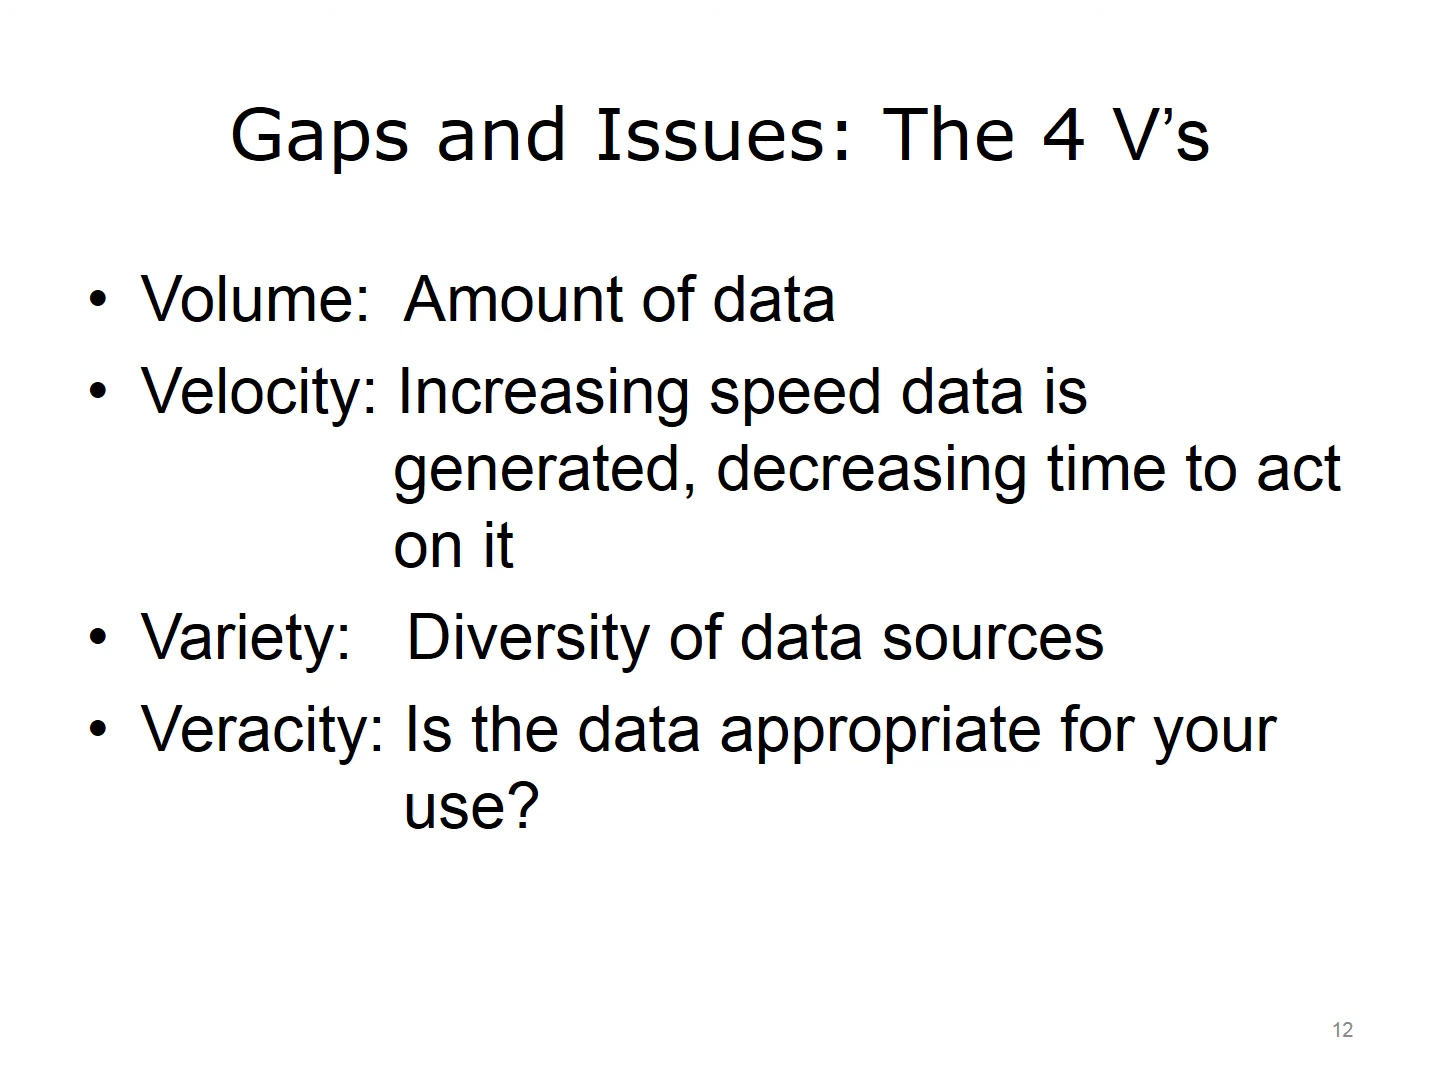 Gaps and Issues: The 4 V’s
• Volume: Amount of data
• Velocity: Increasing speed data is
generated, decreasing time to act
on it
• Variety: Diversity of data sources
• Veracity: Is the data appropriate for your
use?
12